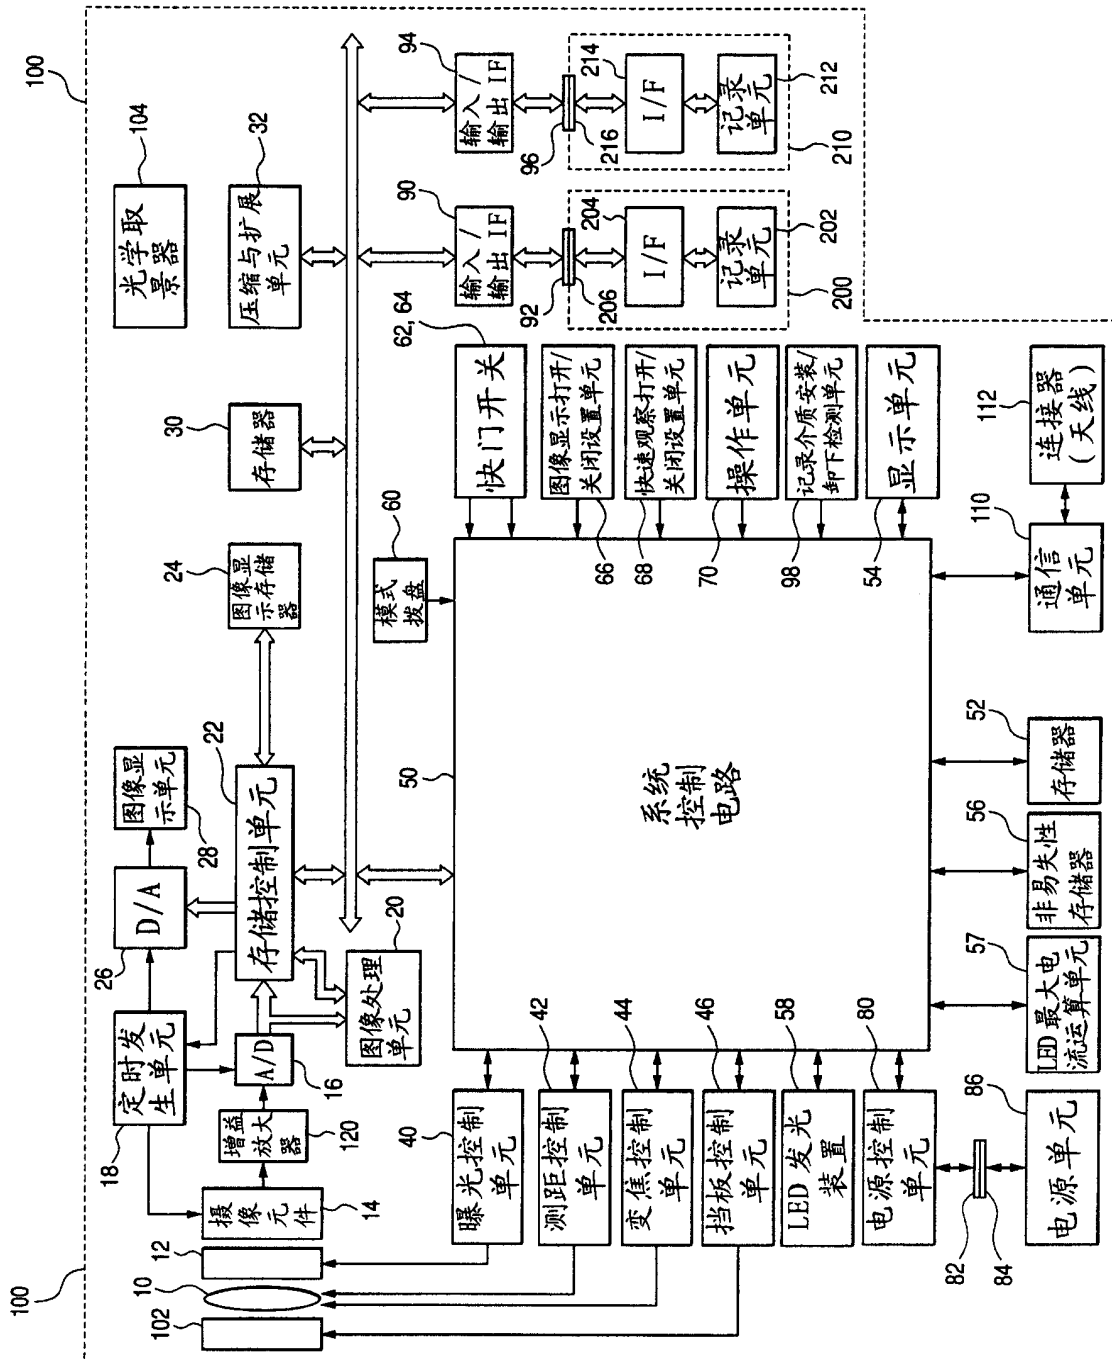 100
100
102
10
12
摄像
元件
14
增益
放大
器
120
18
定时发
生单元
A/D
16
26
D/A
图像显
示单元
28
存储控制单元
22
图像处理
单元
20
图像显
示存储
器
24
存储器
30
压缩与扩展
单元
32
光学取
景器
104
模式
拨盘
60
系统
控制
电路
50
曝光控制
单元
40
测距控制
单元
42
变焦控制
单元
44
挡板控制
单元
46
LED 发光
装置
58
电源控制
单元
80
82
84
电源单元
86
LED最大电
流运算单元
57
非易失性
存储器
56
存储器
52
通信
单元
110
连接器
(天线)
112
快门开关
62, 64
图像显示打开/
关闭设置单元
66
快速观察打开/
关闭设置单元
68
操作单元
70
记录介质安装/
卸下检测单元
98
显示单元
54
输入/
输出 IF
90
92
206
I/F
204
记录
单元
202
200
输入/
输出 IF
94
96
216
I/F
214
记录
单元
212
210